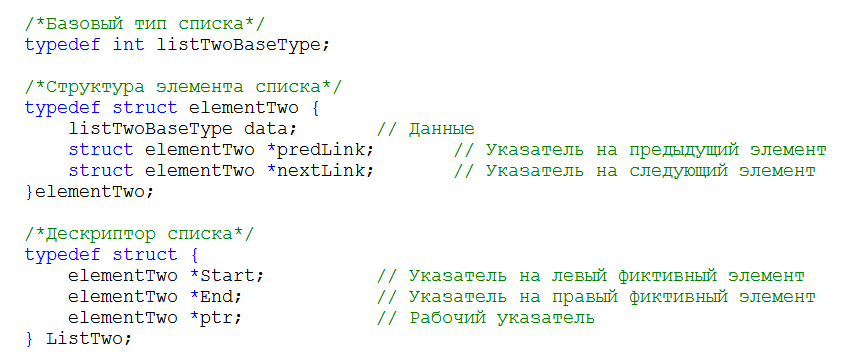 /*Базовый тип списка*/
typedef int listTwoBaseType;
/*Структура элемента списка*/
typedef struct elementTwo {
listTwoBaseType data; // Данные
struct elementTwo *predLink; // Указатель на предыдущий элемент
struct elementTwo *nextLink; // Указатель на следующий элемент
}elementTwo;
/*Дескриптор списка*/
typedef struct {
elementTwo *Start; // Указатель на левый фиктивный элемент
elementTwo *End; // Указатель на правый фиктивный элемент
elementTwo *ptr; // Рабочий указатель
} ListTwo;